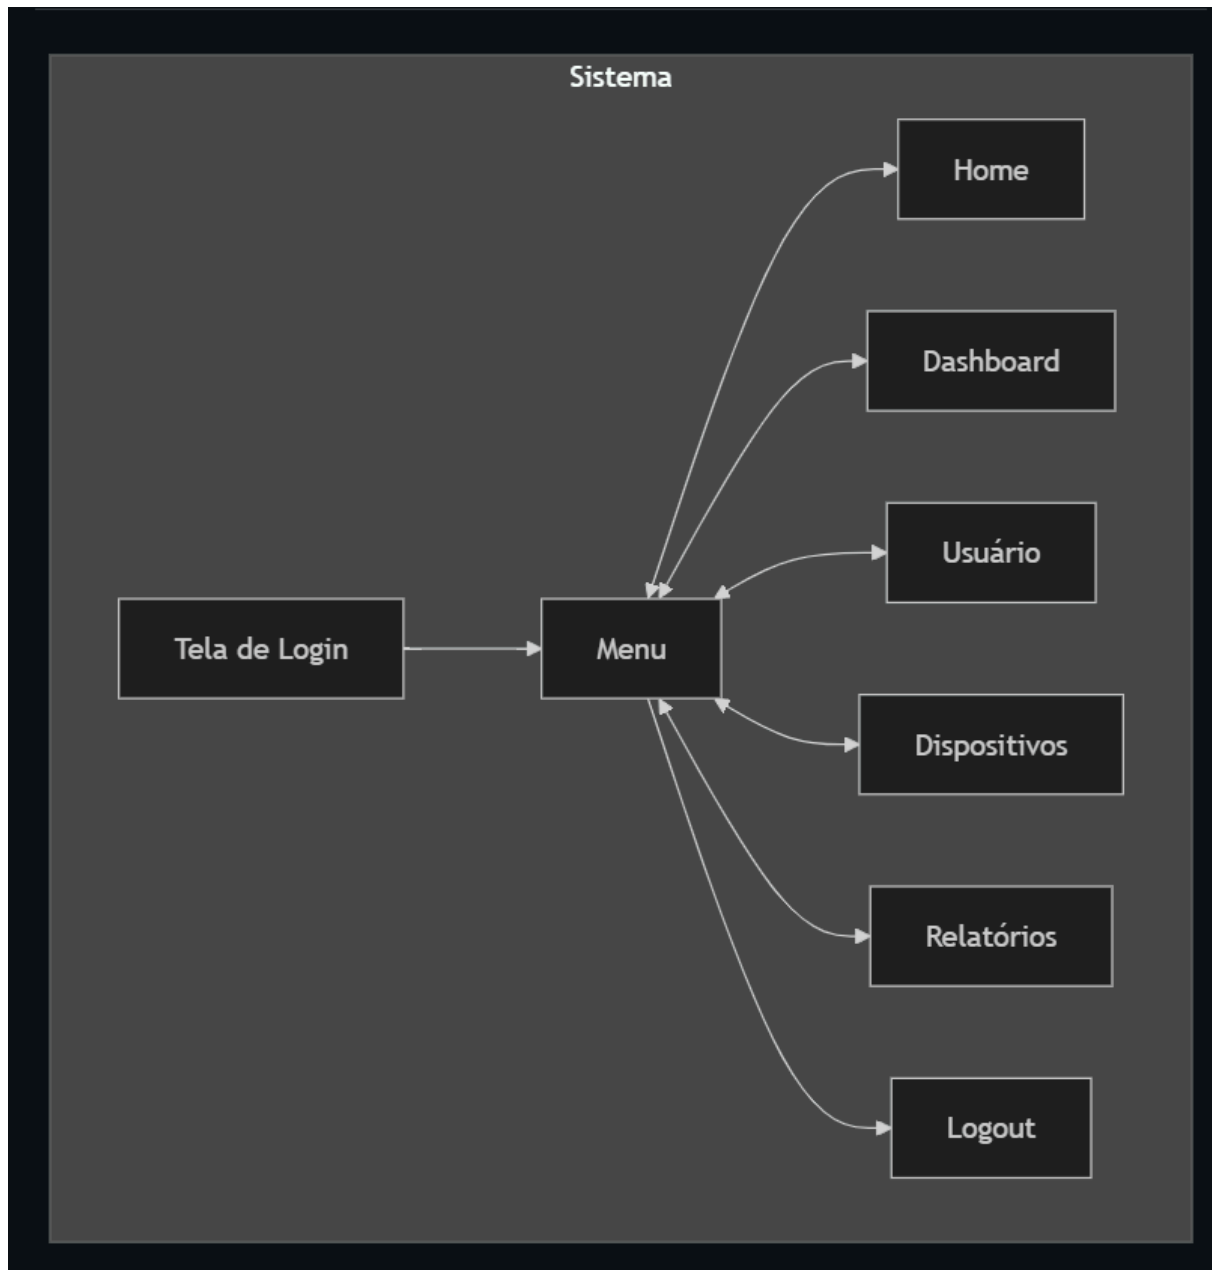 Sistema
Home
Dashboard
Usuário
Tela de Login
Menu
Dispositivos
Relatórios
Logout